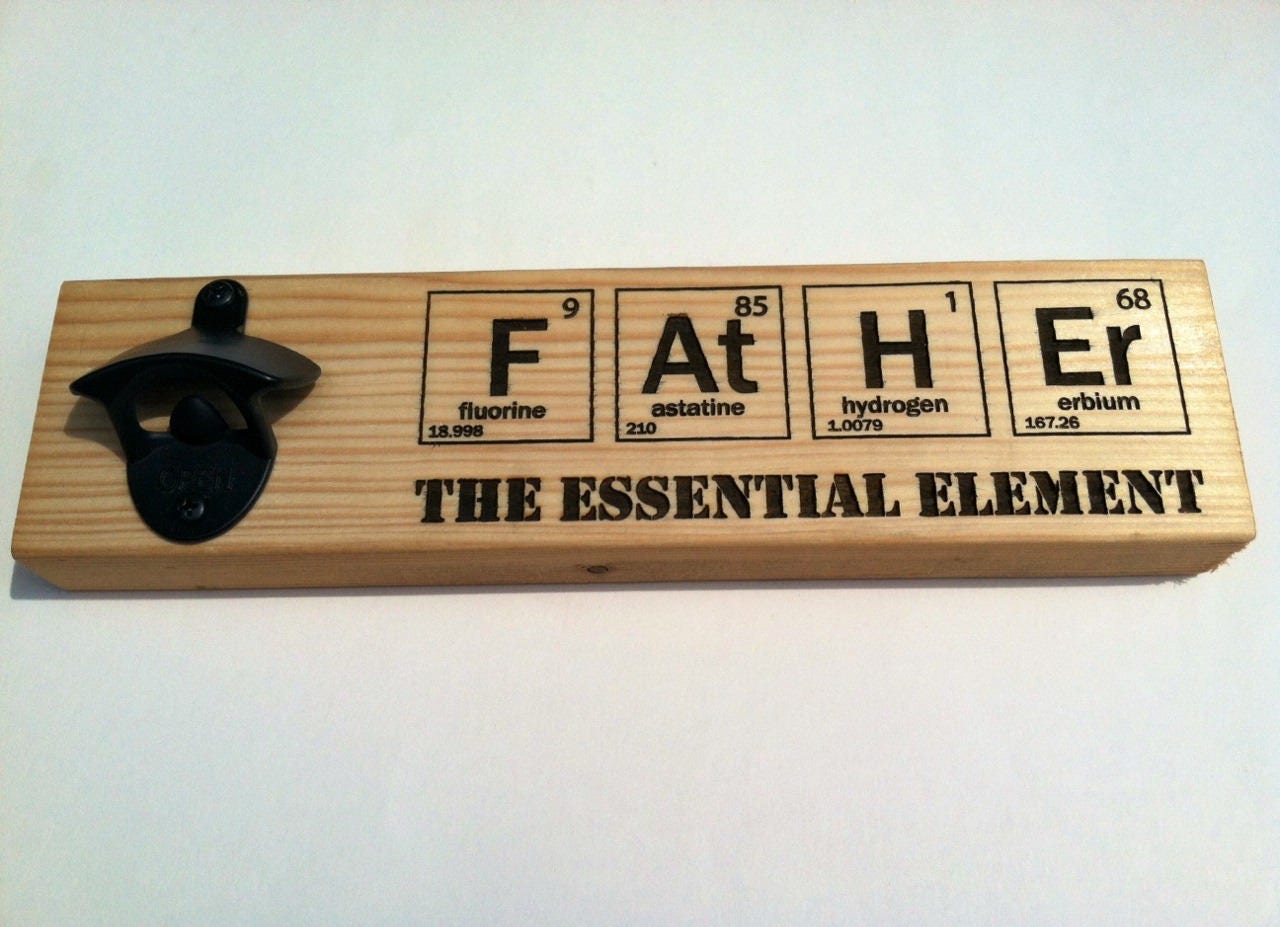 9 85 1 68
F At H Er
fluorine astatine hydrogen erbium
18.998 210 1.0079 167.26
THE ESSENTIAL ELEMENT
OPEN